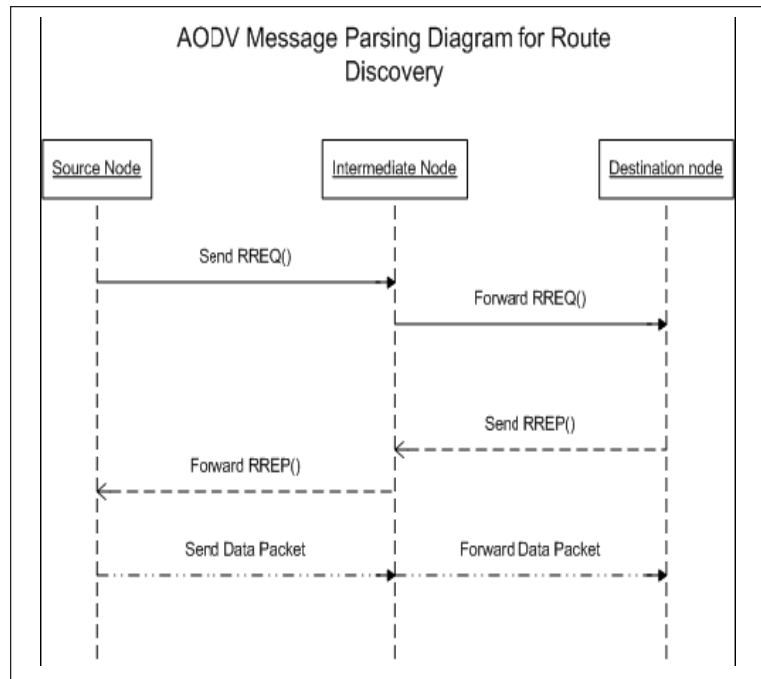 AODV Message Parsing Diagram for Route
Discovery
Source Node
Intermediate Node
Destination node
Send RREQ()
Forward RREQ()
Send RREP()
Forward RREP()
Send Data Packet
Forward Data Packet